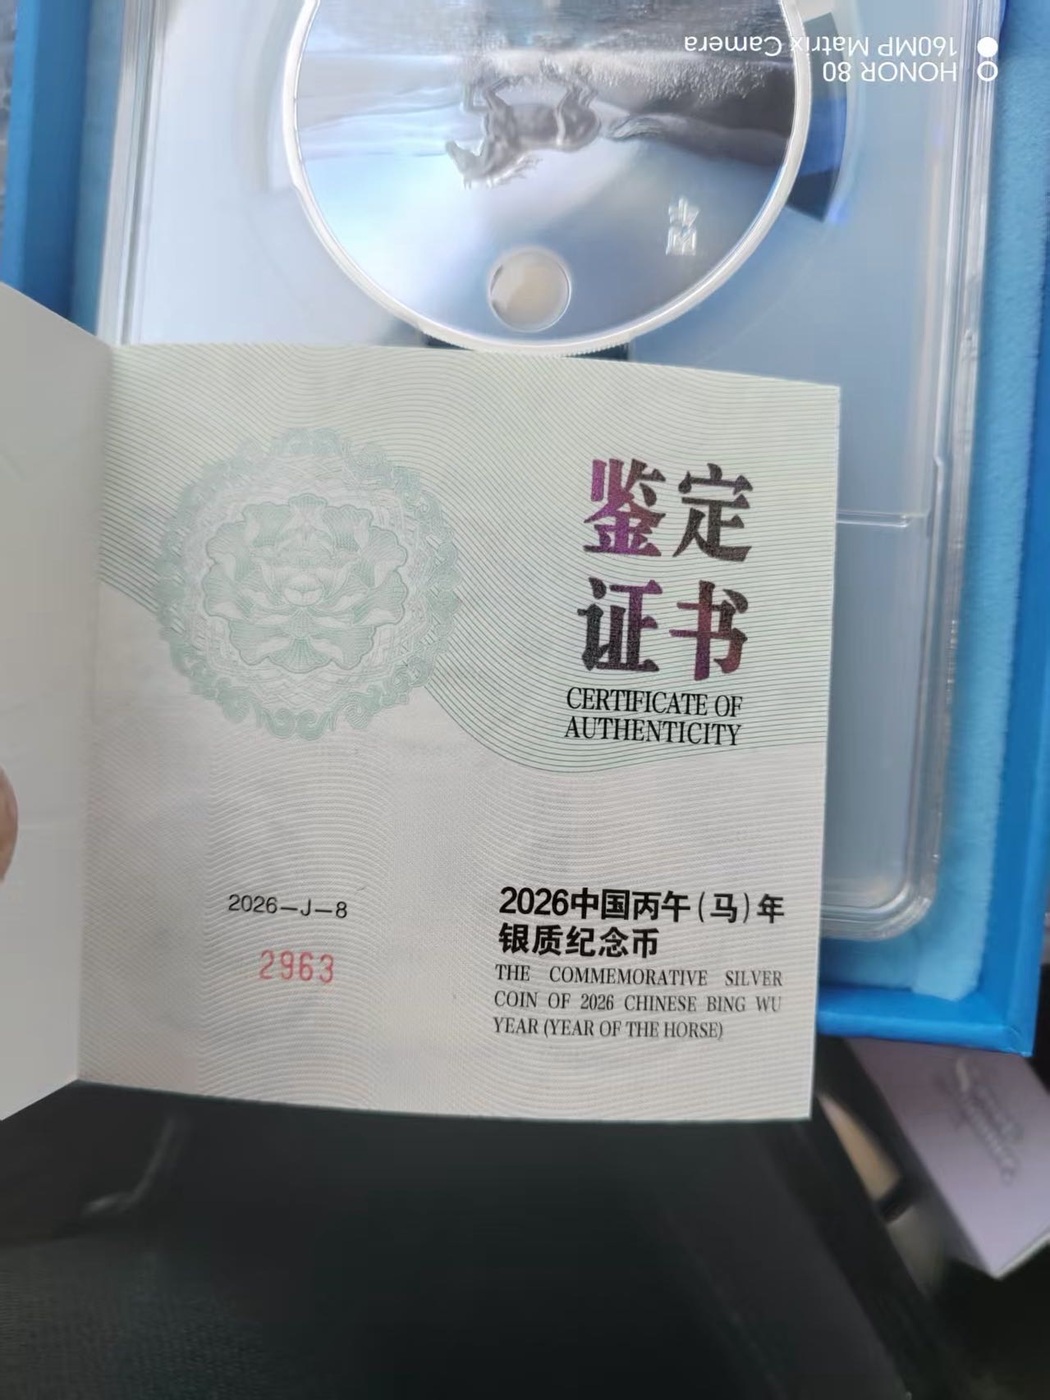 HONOR 80
160MP Matrix Camera
鉴定
证书
CERTIFICATE OF
AUTHENTICITY
2026-J-8
2963
2026中国丙午(马)年
银质纪念币
THE COMMEMORATIVE SILVER
COIN OF 2026 CHINESE BING WU
YEAR (YEAR OF THE HORSE)